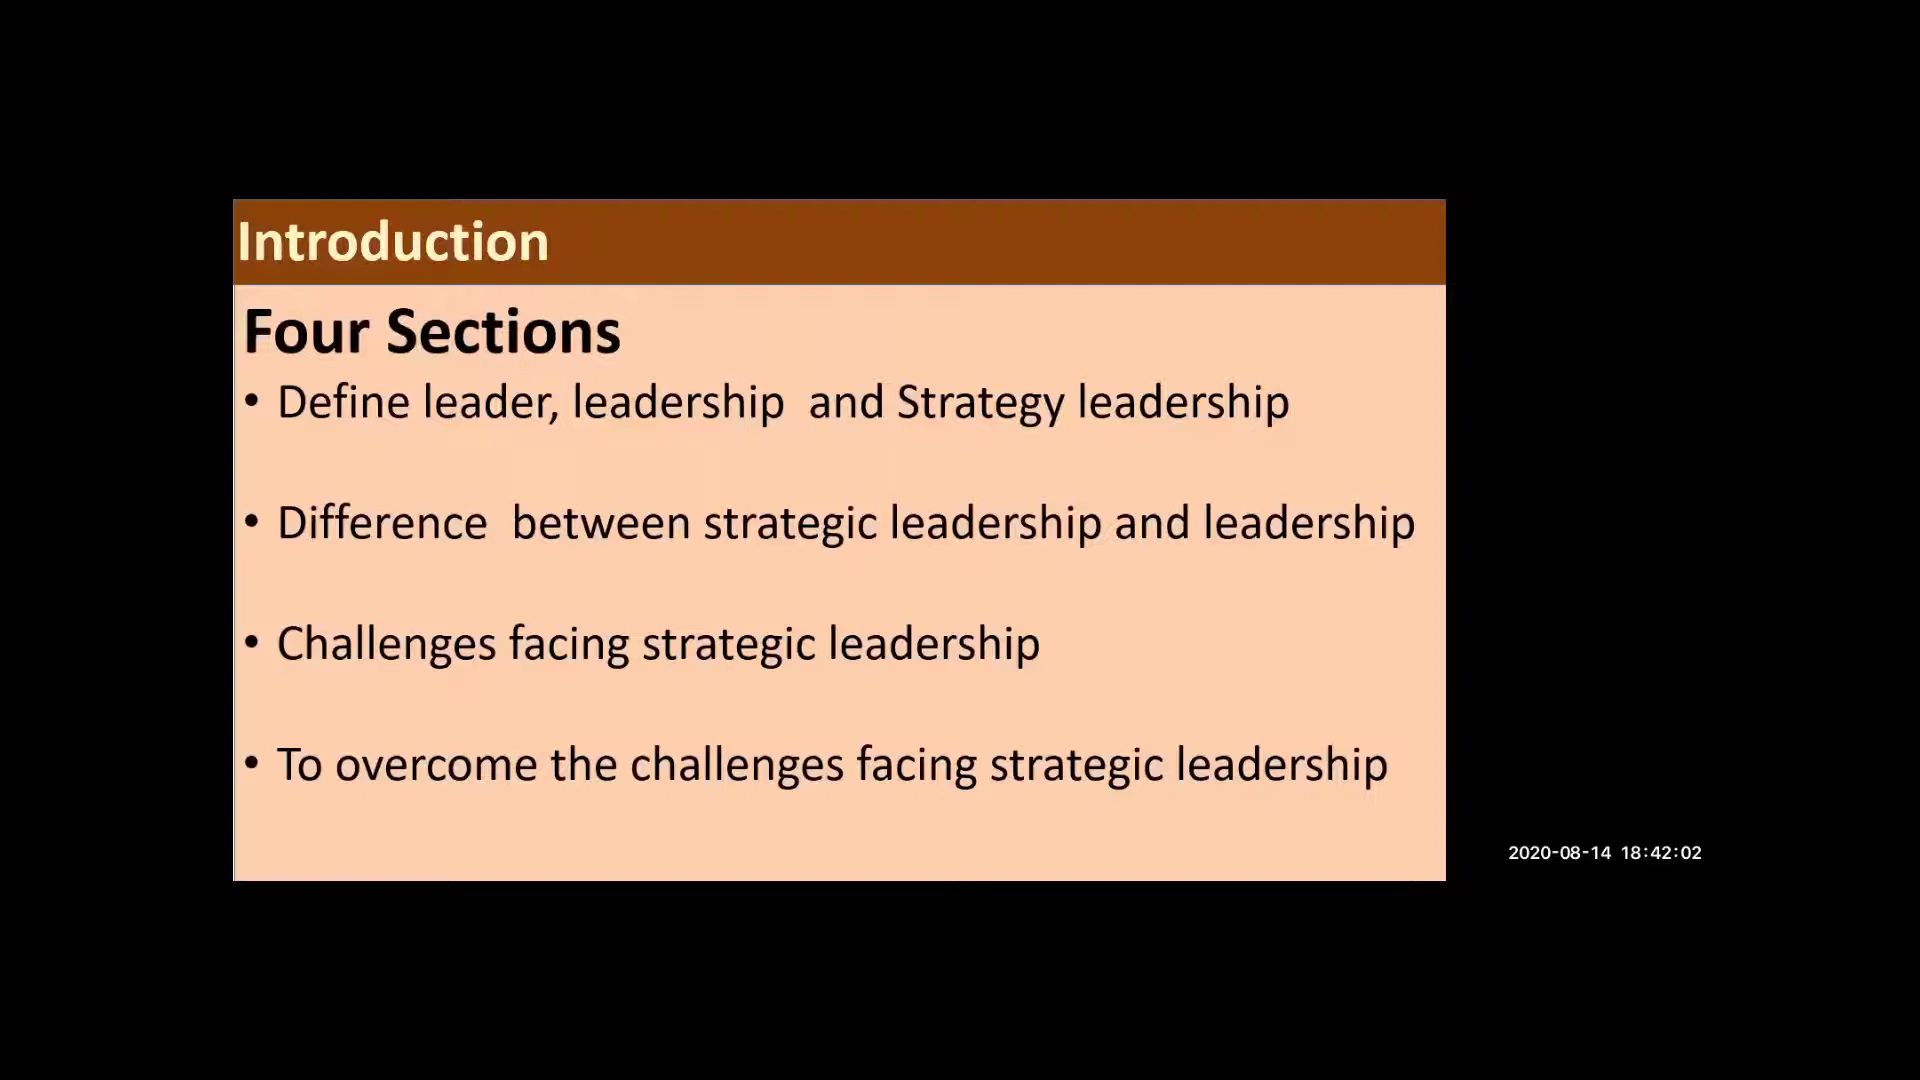 Introduction
Four Sections
• Define leader, leadership  and Strategy leadership
• Difference  between strategic leadership and leadership
• Challenges facing strategic leadership
• To overcome the challenges facing strategic leadership
2020-08-14 18:42:02